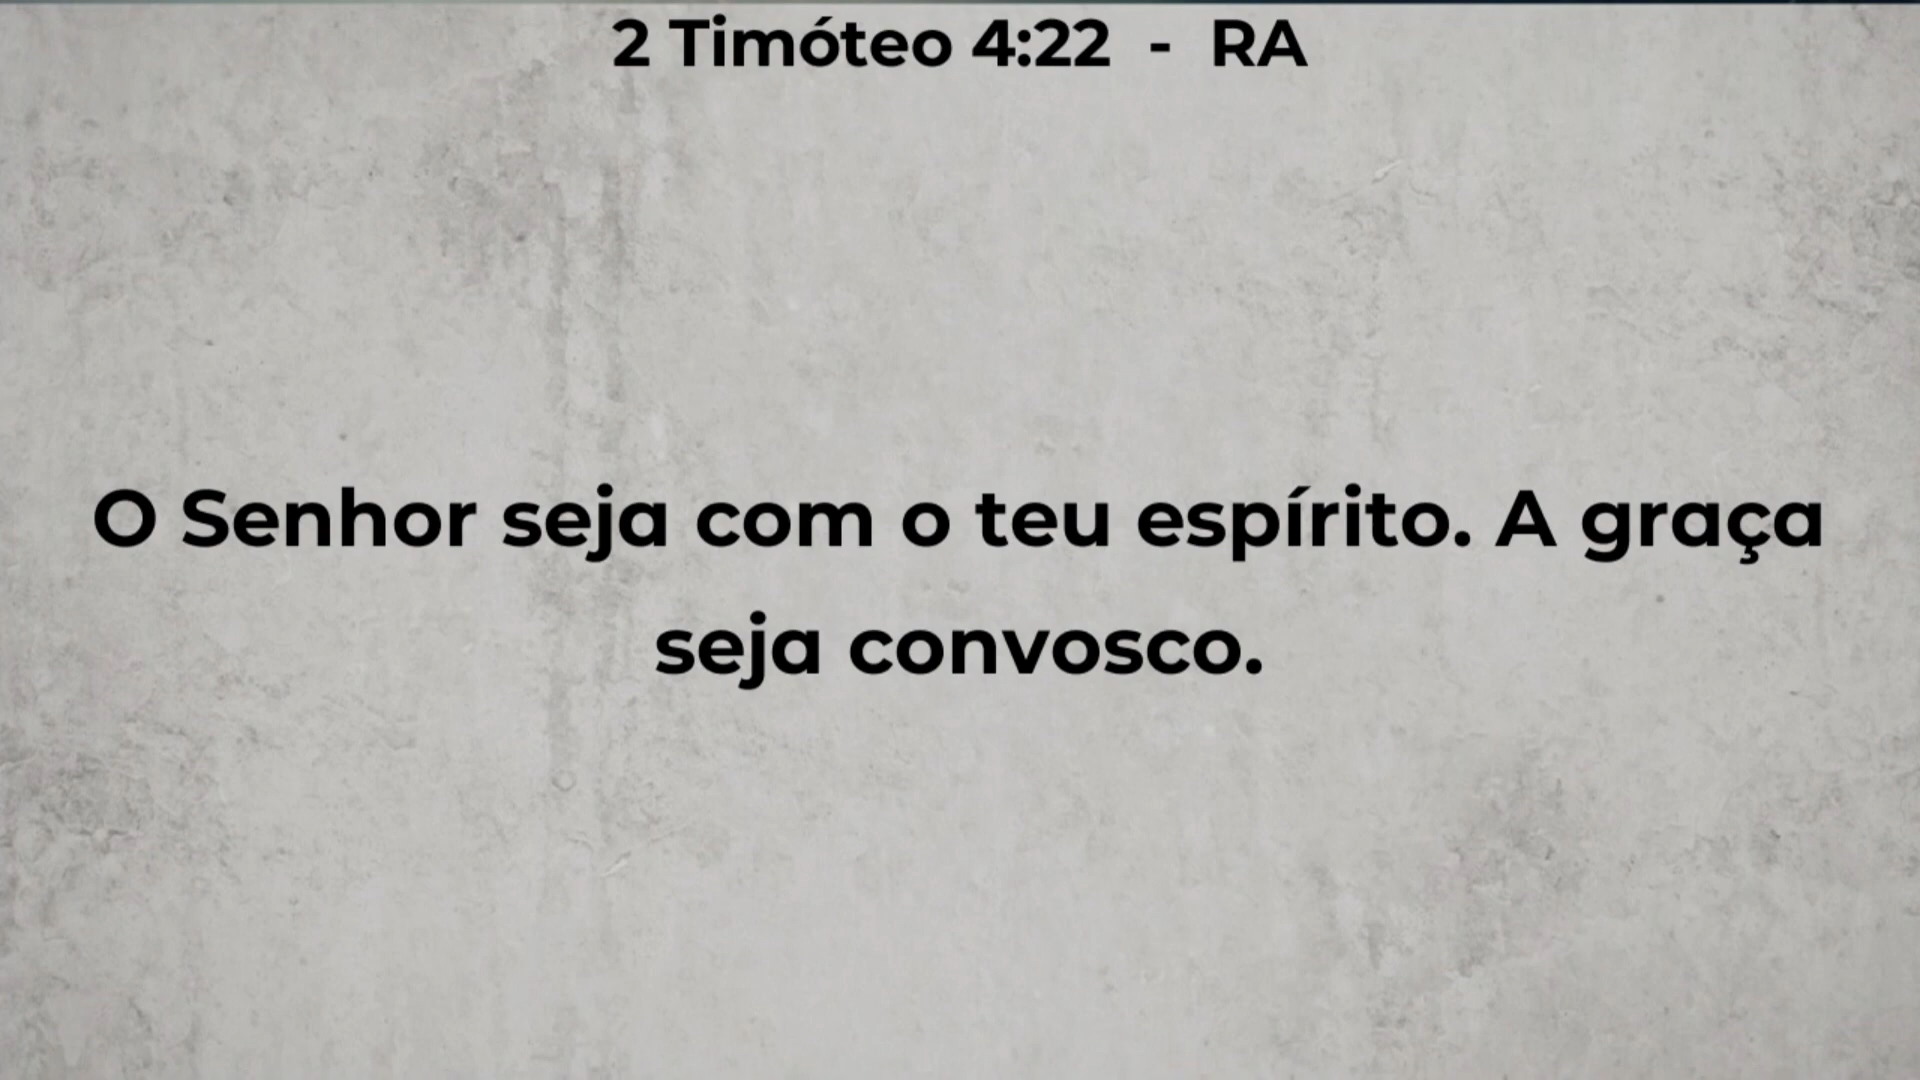 2 Timóteo 4:22 - RA
O Senhor seja com o teu espírito. A graça
seja convosco.